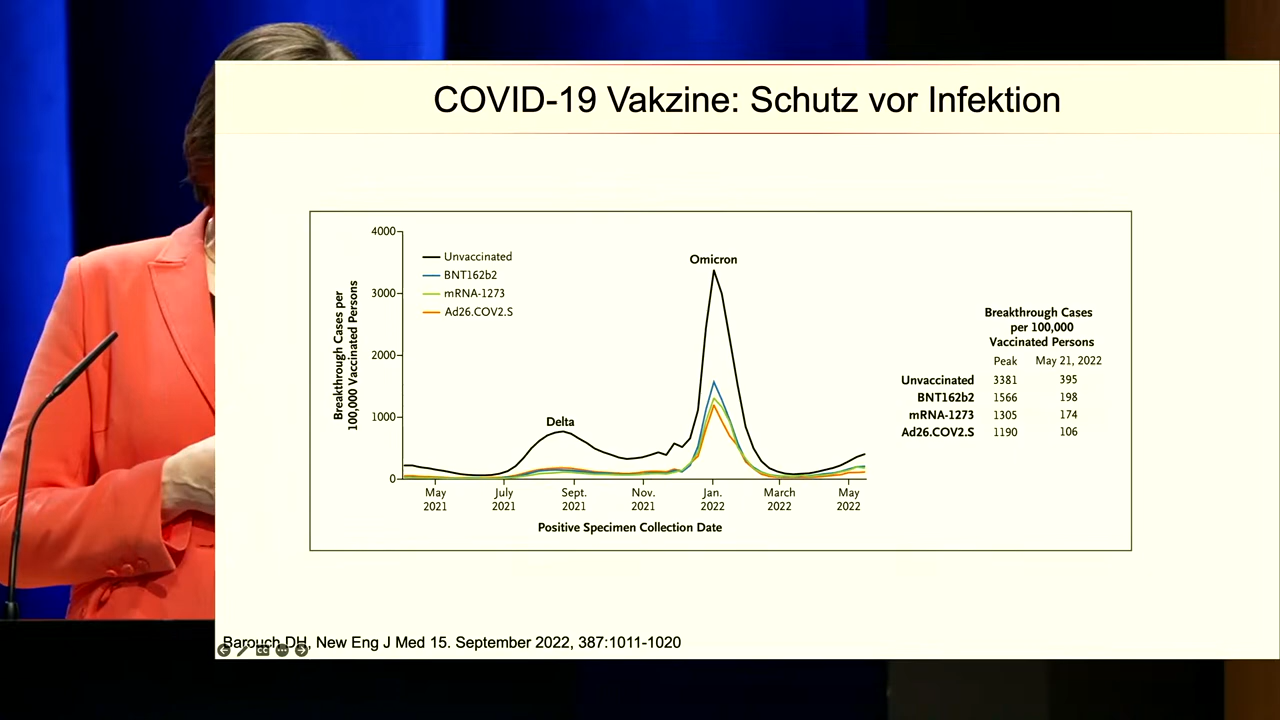 COVID-19 Vakzine: Schutz vor Infektion
4000
3000
2000
1000
0
Breakthrough Cases per
100,000 Vaccinated Persons
Unvaccinated
BNT162b2
mRNA-1273
Ad26.COV2.S
Delta
Omicron
May
2021
July
2021
Sept.
2021
Nov.
2021
Jan.
2022
March
2022
May
2022
Positive Specimen Collection Date
Breakthrough Cases
per 100,000
Vaccinated Persons
Peak May 21, 2022
Unvaccinated 3381 395
BNT162b2 1566 198
mRNA-1273 1305 174
Ad26.COV2.S 1190 106
Barouch DH, New Eng J Med 15. September 2022, 387:1011-1020